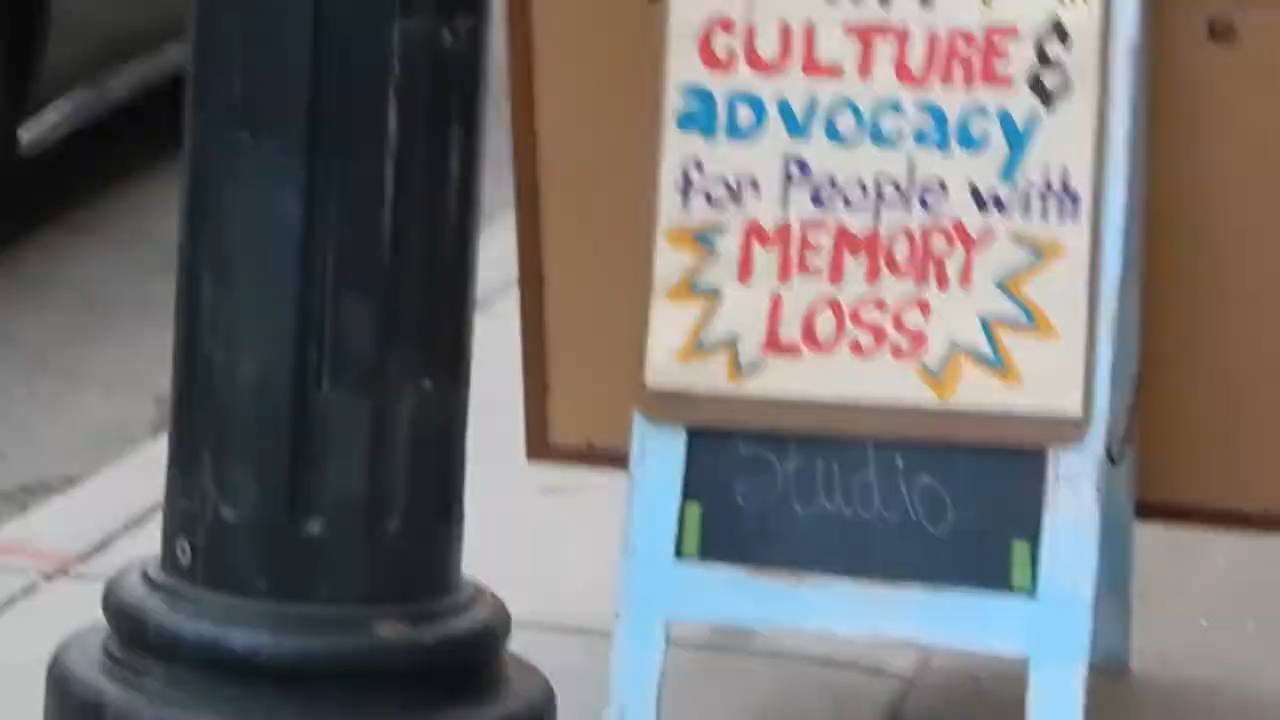 CULTURE &
aDVOCacy
for People with
MEMORY
LOSS
Studio